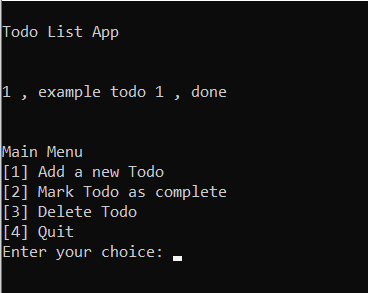 Todo List App
1 , example todo 1 , done
Main Menu
[1] Add a new Todo
[2] Mark Todo as complete
[3] Delete Todo
[4] Quit
Enter your choice: